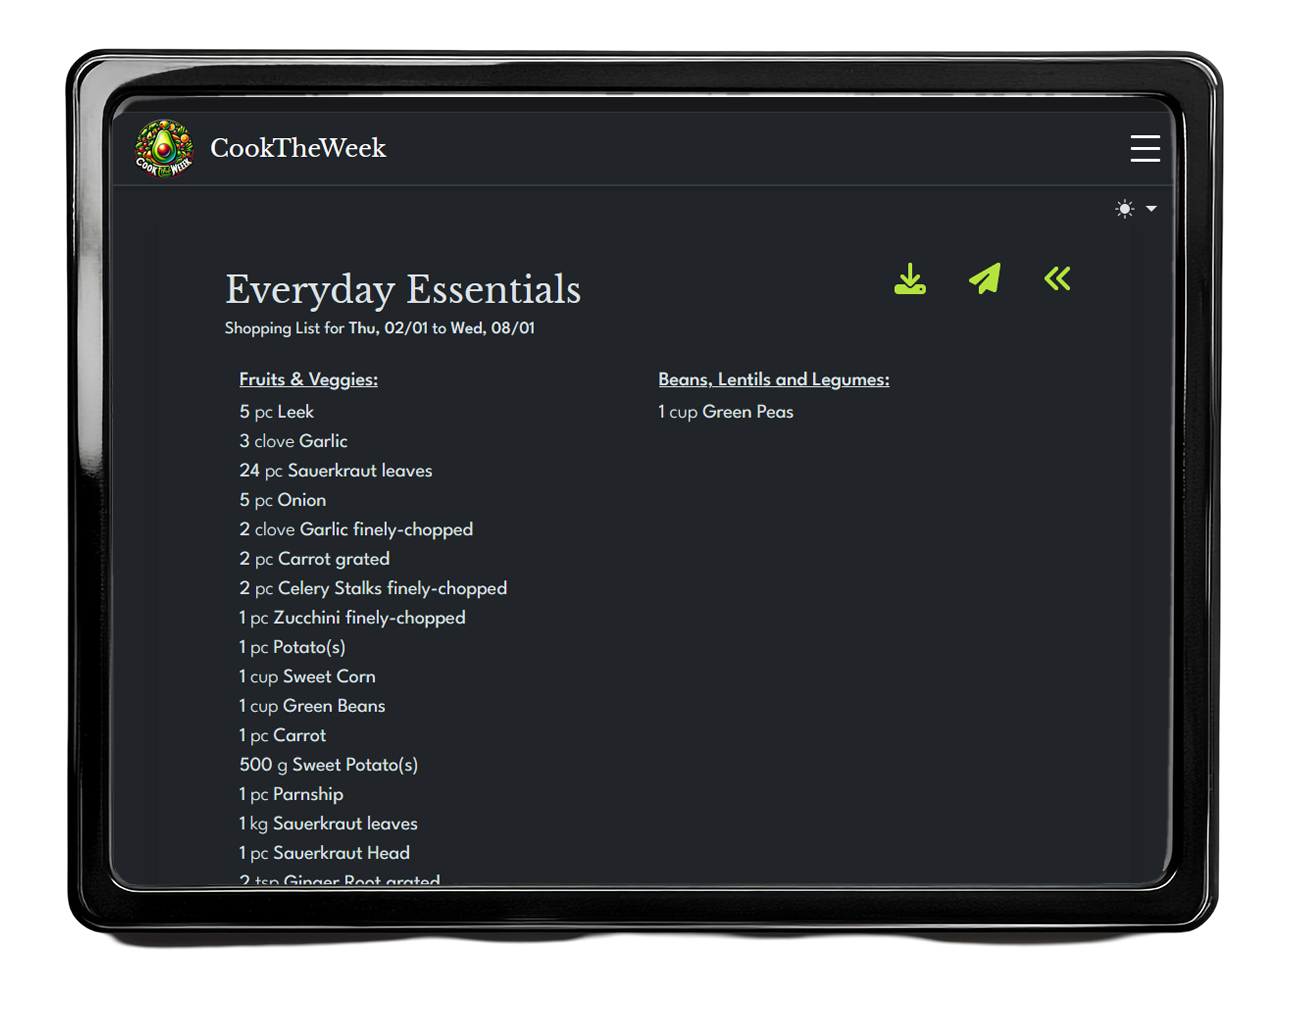 COOK THE WEEK
CookTheWeek
Everyday Essentials
Shopping List for Thu, 02/01 to Wed, 08/01
Fruits & Veggies:
5 pc Leek
3 clove Garlic
24 pc Sauerkraut leaves
5 pc Onion
2 clove Garlic finely-chopped
2 pc Carrot grated
2 pc Celery Stalks finely-chopped
1 pc Zucchini finely-chopped
1 pc Potato(s)
1 cup Sweet Corn
1 cup Green Beans
1 pc Carrot
500 g Sweet Potato(s)
1 pc Parnship
1 kg Sauerkraut leaves
1 pc Sauerkraut Head
2 tsp Ginger Root grated
Beans, Lentils and Legumes:
1 cup Green Peas